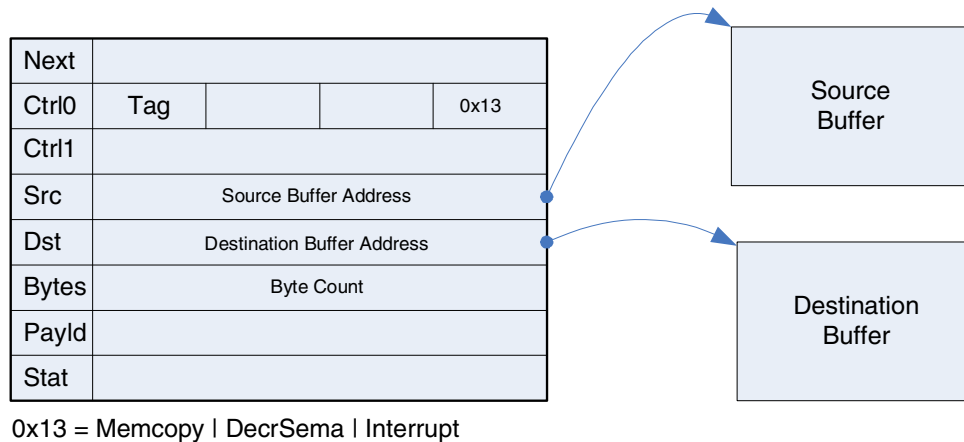 Next
Ctrl0 Tag 0x13
Ctrl1
Src Source Buffer Address
Dst Destination Buffer Address
Bytes Byte Count
Payld
Stat
0x13 = Memcopy | DecrSema | Interrupt
Source
Buffer
Destination
Buffer